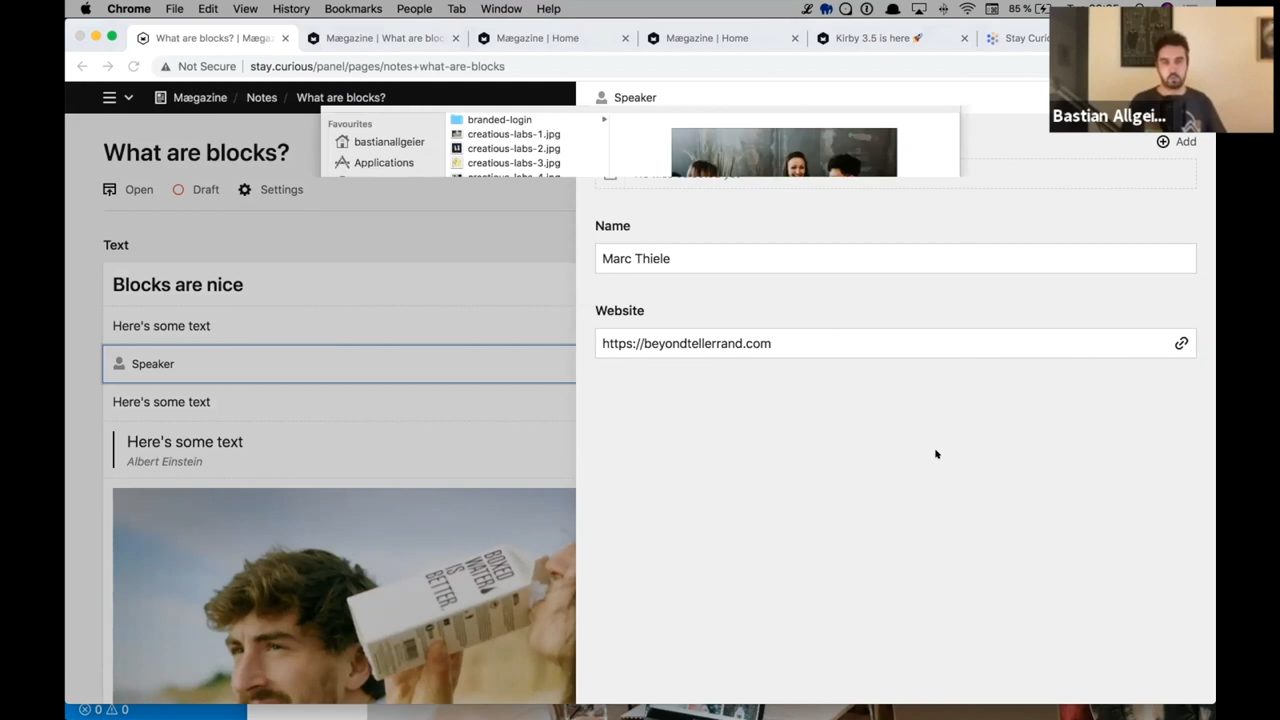 Chrome File Edit View History Bookmarks People Tab Window Help 85 %
What are blocks? | Mæga
Mægazine | What are bloc
Mægazine | Home
Mægazine | Home
Kirby 3.5 is here 🚀
Stay Curi
Not Secure stay.curious/panel/pages/notes+what-are-blocks
Mægazine / Notes / What are blocks?
Speaker
Bastian Allgei...
Favourites
bastianallgeier
Applications
branded-login
creatious-labs-1.jpg
creatious-labs-2.jpg
creatious-labs-3.jpg
What are blocks?
Add
Open Draft Settings
Name
Marc Thiele
Text
Blocks are nice
Website
https://beyondtellerrand.com
Here's some text
Speaker
Here's some text
Here's some text
Albert Einstein
BOXED
WATER
IS
BETTER.
0 0